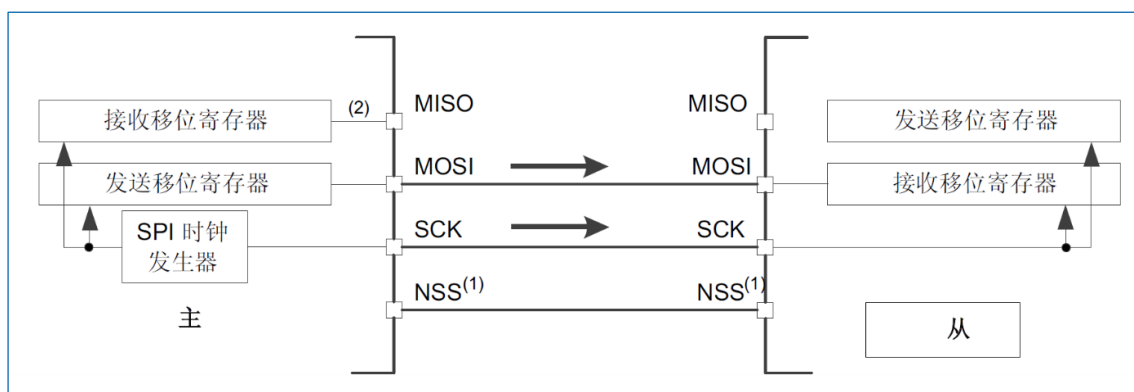 接收移位寄存器
(2)
MISO
MISO
发送移位寄存器
发送移位寄存器
MOSI
MOSI
接收移位寄存器
SPI 时钟
发生器
SCK
SCK
主
NSS(1)
NSS(1)
从